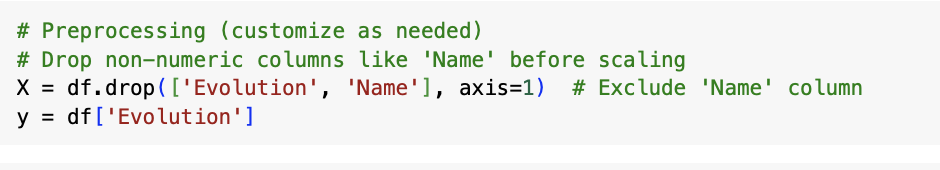 # Preprocessing (customize as needed)
# Drop non-numeric columns like 'Name' before scaling
X = df.drop(['Evolution', 'Name'], axis=1)  # Exclude 'Name' column
y = df['Evolution']